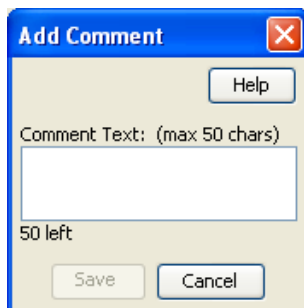 Add Comment
Help
Comment Text: (max 50 chars)
50 left
Save Cancel